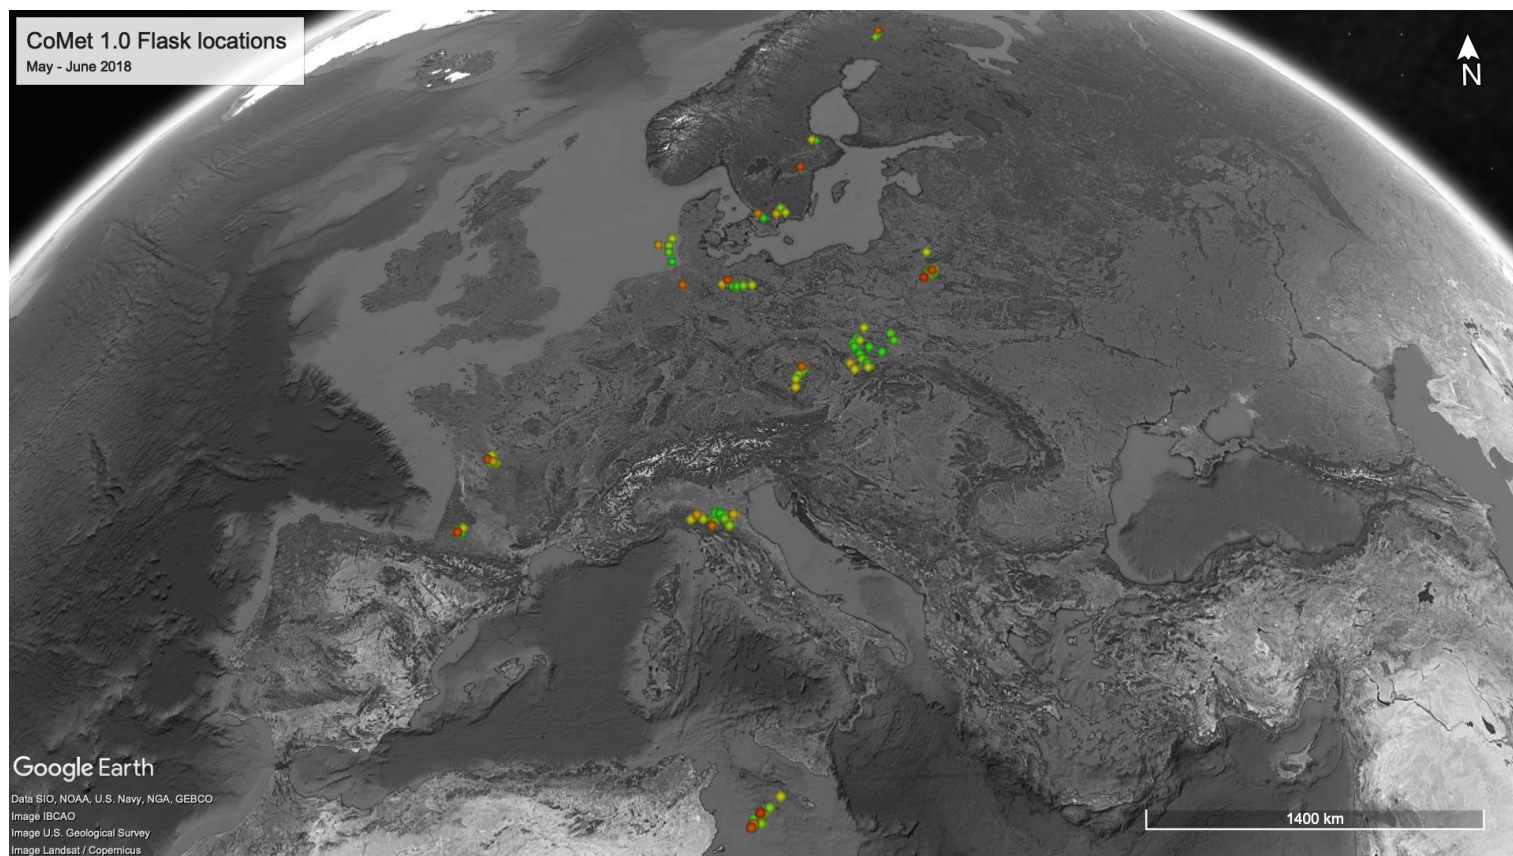 CoMet 1.0 Flask locations
May - June 2018
N
Google Earth
Data SIO, NOAA, U.S. Navy, NGA, GEBCO
Image IBCAO
Image U.S. Geological Survey
Image Landsat / Copernicus
1400 km